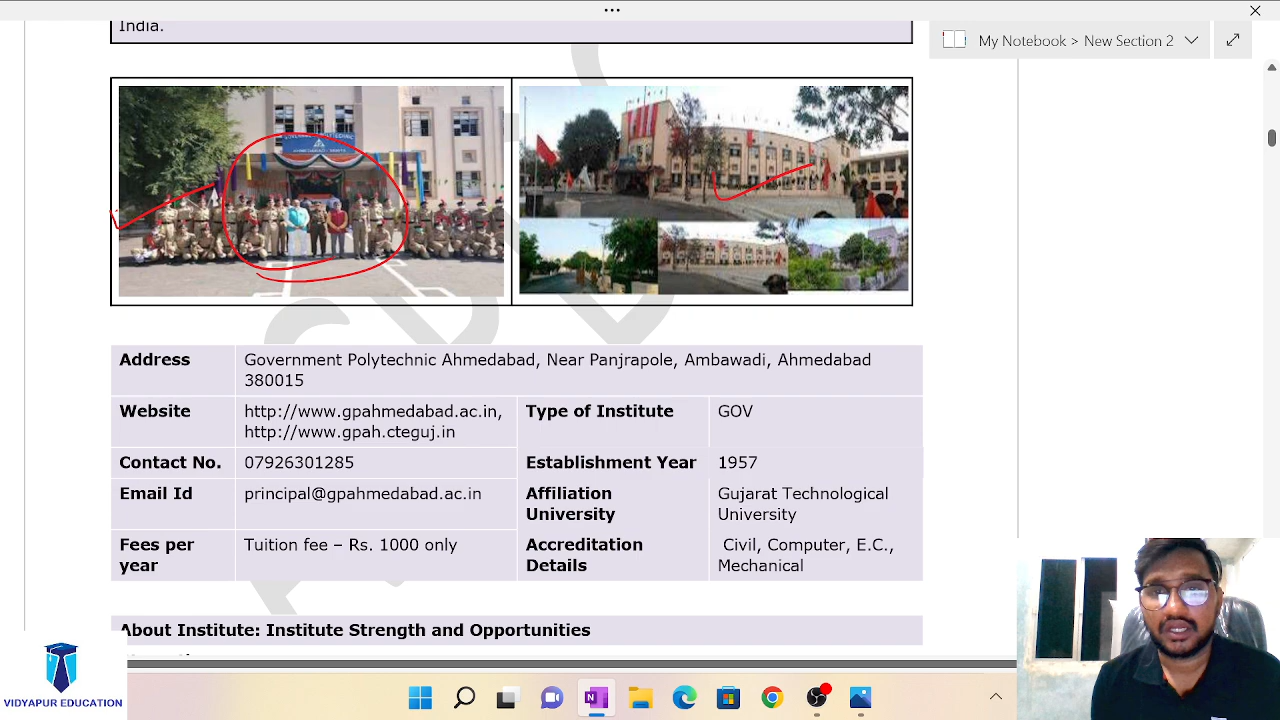 India.
My Notebook > New Section 2
Address
Government Polytechnic Ahmedabad, Near Panjrapole, Ambawadi, Ahmedabad
380015
Website
http://www.gpahmedabad.ac.in,
http://www.gpah.cteguj.in
Type of Institute
GOV
Contact No.
07926301285
Establishment Year
1957
Email Id
principal@gpahmedabad.ac.in
Affiliation
University
Gujarat Technological
University
Fees per
year
Tuition fee – Rs. 1000 only
Accreditation
Details
Civil, Computer, E.C.,
Mechanical
About Institute: Institute Strength and Opportunities
VIDYAPUR EDUCATION